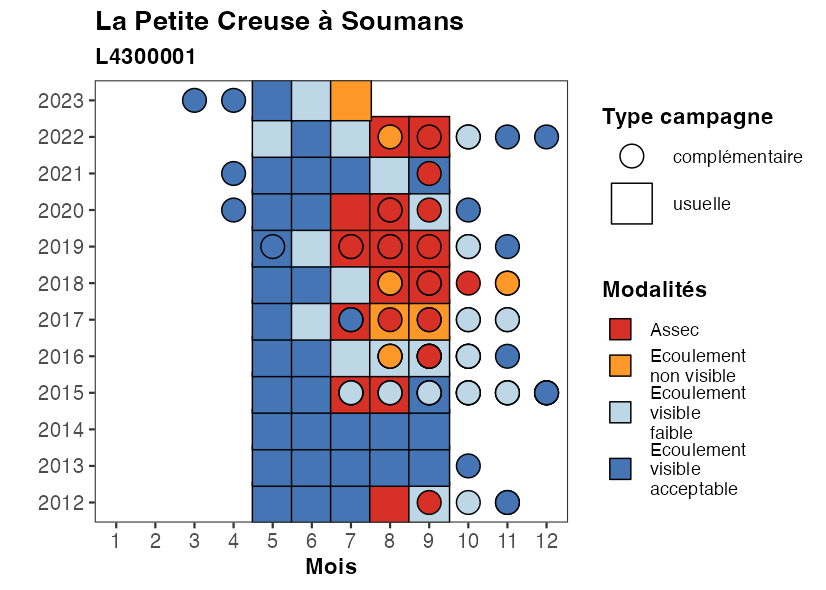 La Petite Creuse à Soumans
L4300001
2023
2022
2021
2020
2019
2018
2017
2016
2015
2014
2013
2012
1 2 3 4 5 6 7 8 9 10 11 12
Mois
Type campagne
complémentaire
usuelle
Modalités
Assec
Ecoulement
non visible
Ecoulement
visible
faible
Ecoulement
visible
acceptable